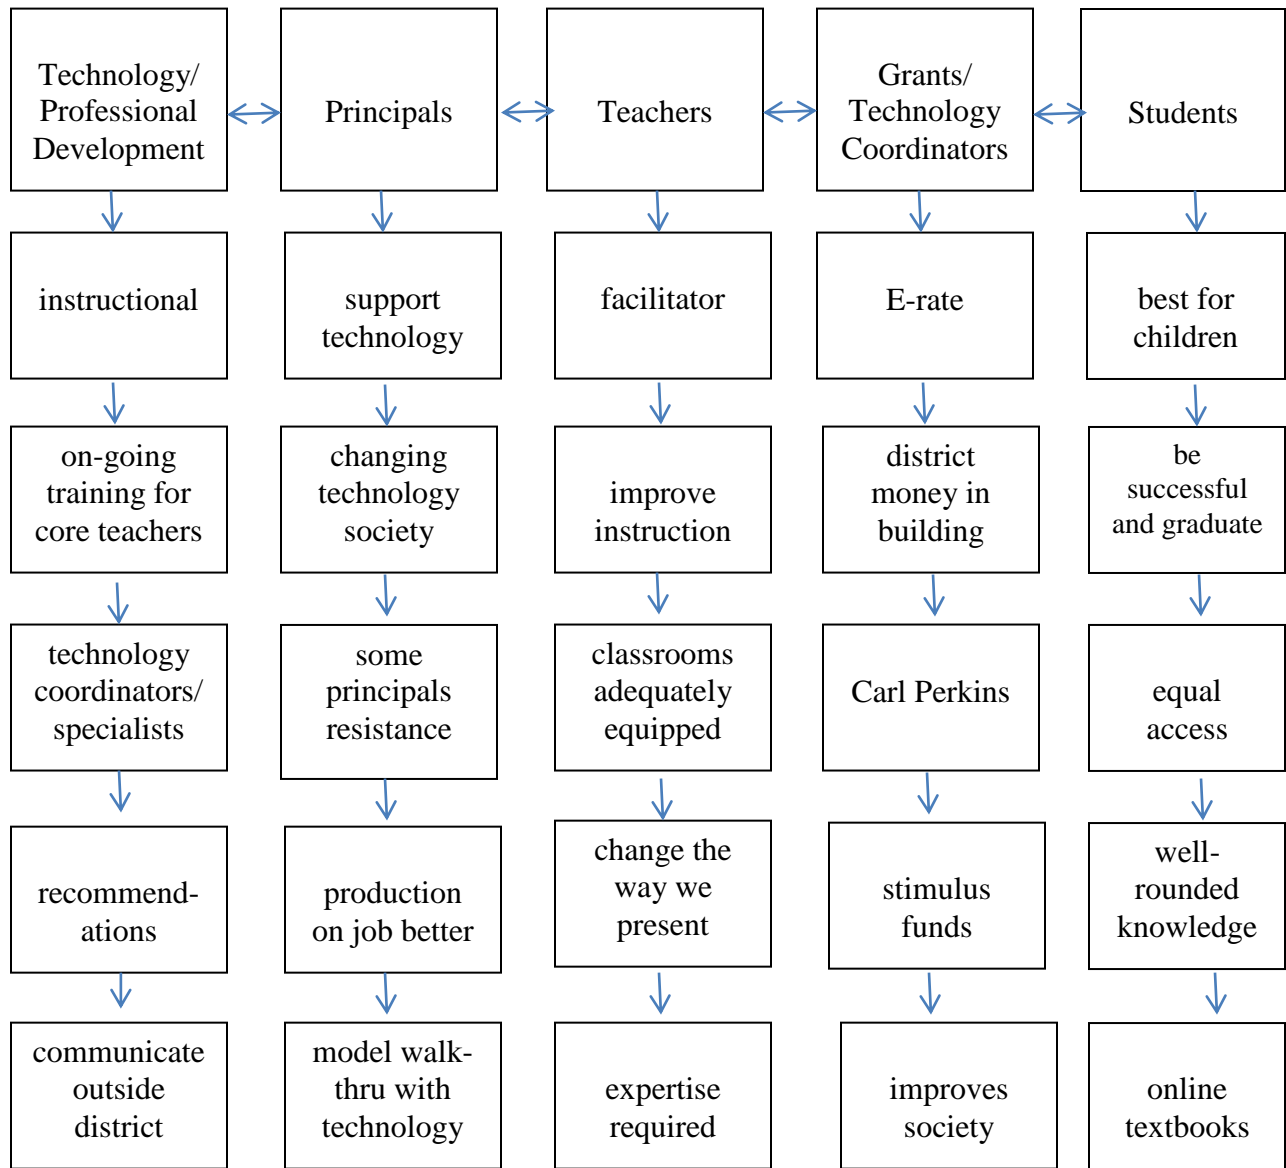 Technology/
Professional
Development
Principals
Teachers
Grants/
Technology
Coordinators
Students
instructional
support
technology
facilitator
E-rate
best for
children
on-going
training for
core teachers
changing
technology
society
improve
instruction
district
money in
building
be
successful
and graduate
technology
coordinators/
specialists
some
principals
resistance
classrooms
adequately
equipped
Carl Perkins
equal
access
recommend-
ations
production
on job better
change the
way we
present
stimulus
funds
well-
rounded
knowledge
communicate
outside
district
model walk-
thru with
technology
expertise
required
improves
society
online
textbooks